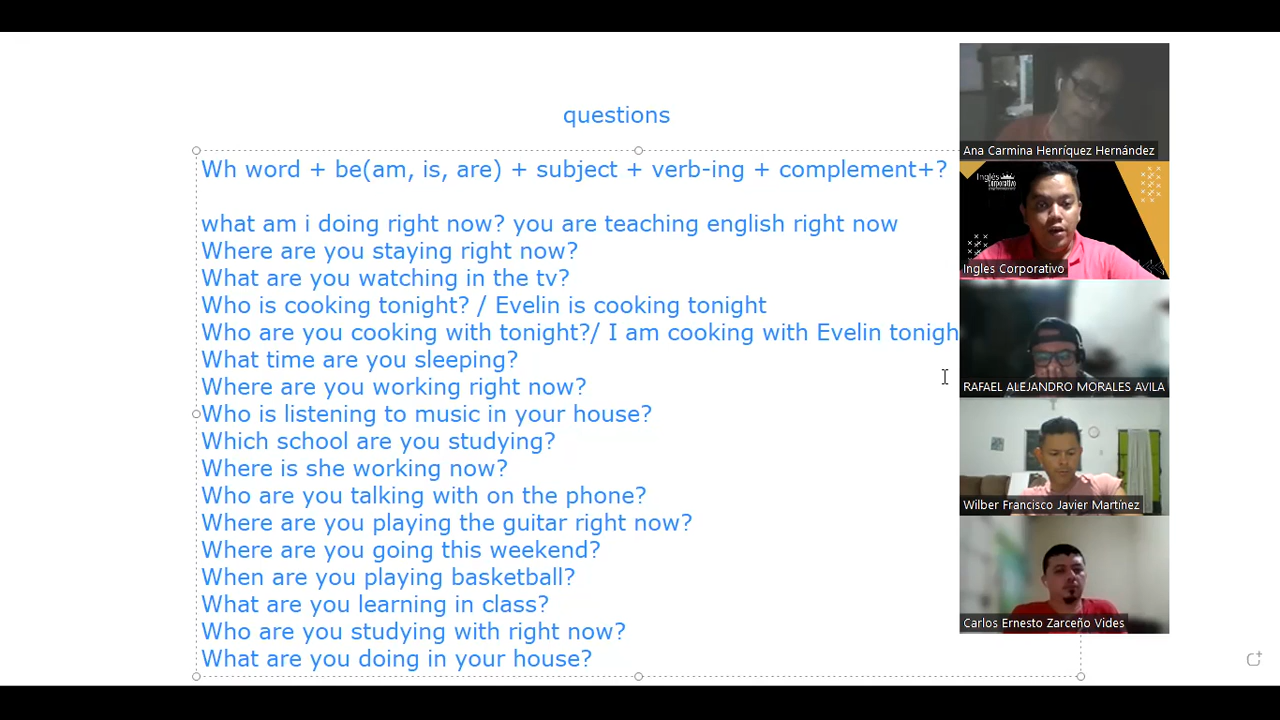 questions
Wh word + be(am, is, are) + subject + verb-ing + complement+?
what am i doing right now? you are teaching english right now
Where are you staying right now?
What are you watching in the tv?
Who is cooking tonight? / Evelin is cooking tonight
Who are you cooking with tonight?/ I am cooking with Evelin tonigh
What time are you sleeping?
Where are you working right now?
Who is listening to music in your house?
Which school are you studying?
Where is she working now?
Who are you talking with on the phone?
Where are you playing the guitar right now?
Where are you going this weekend?
When are you playing basketball?
What are you learning in class?
Who are you studying with right now?
What are you doing in your house?
Ana Carmina Henríquez Hernández
Inglés
Corporativo
Ingles Corporativo
RAFAEL ALEJANDRO MORALES AVILA
Wilber Francisco Javier Martínez
Carlos Ernesto Zarceño Vides